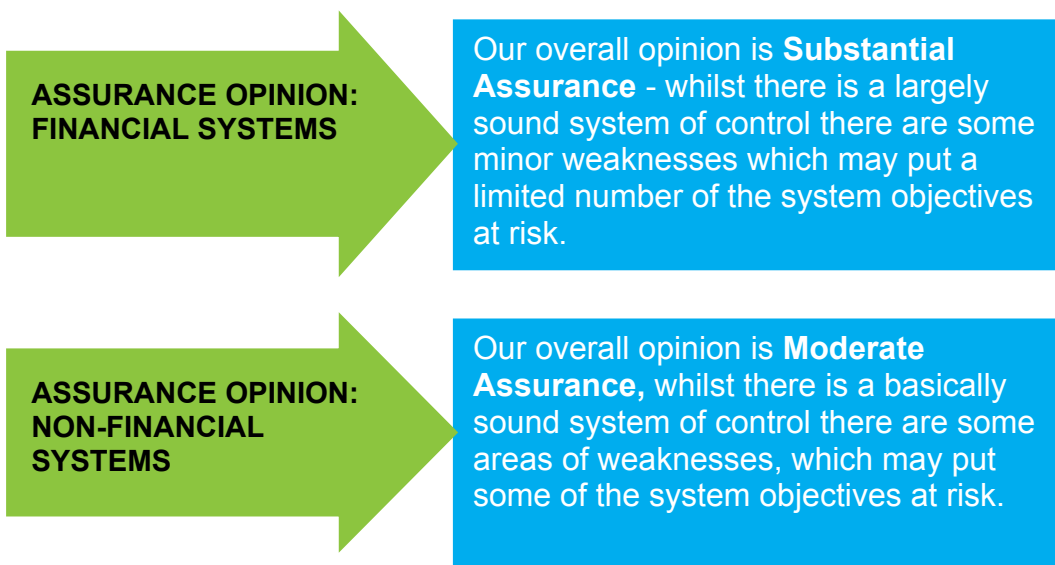 ASSURANCE OPINION:
FINANCIAL SYSTEMS
Our overall opinion is Substantial
Assurance - whilst there is a largely
sound system of control there are some
minor weaknesses which may put a
limited number of the system objectives
at risk.
ASSURANCE OPINION:
NON-FINANCIAL
SYSTEMS
Our overall opinion is Moderate
Assurance, whilst there is a basically
sound system of control there are some
areas of weaknesses, which may put
some of the system objectives at risk.